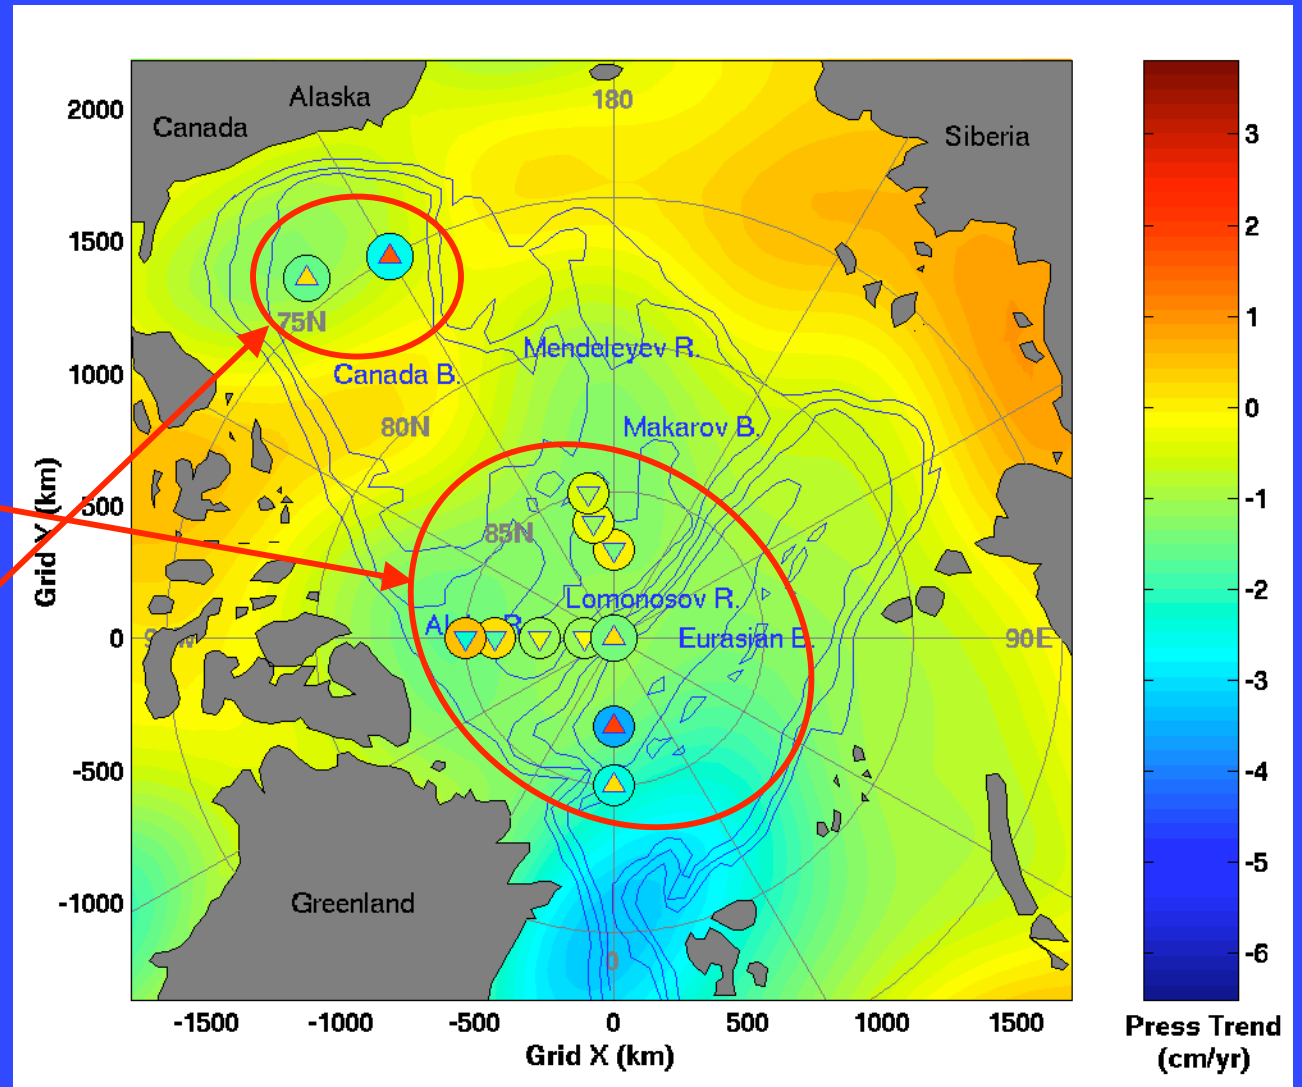 Alaska
Canada
Siberia
180
75N
Mendeleyev R.
Canada B.
80N
Makarov B.
85N
Lomonosov R.
Eurasian B.
90E
Greenland
0
2000
1500
1000
500
0
-500
-1000
Grid Y (km)
-1500
-1000
-500
0
500
1000
1500
Grid X (km)
3
2
1
0
-1
-2
-3
-4
-5
-6
Press Trend
(cm/yr)